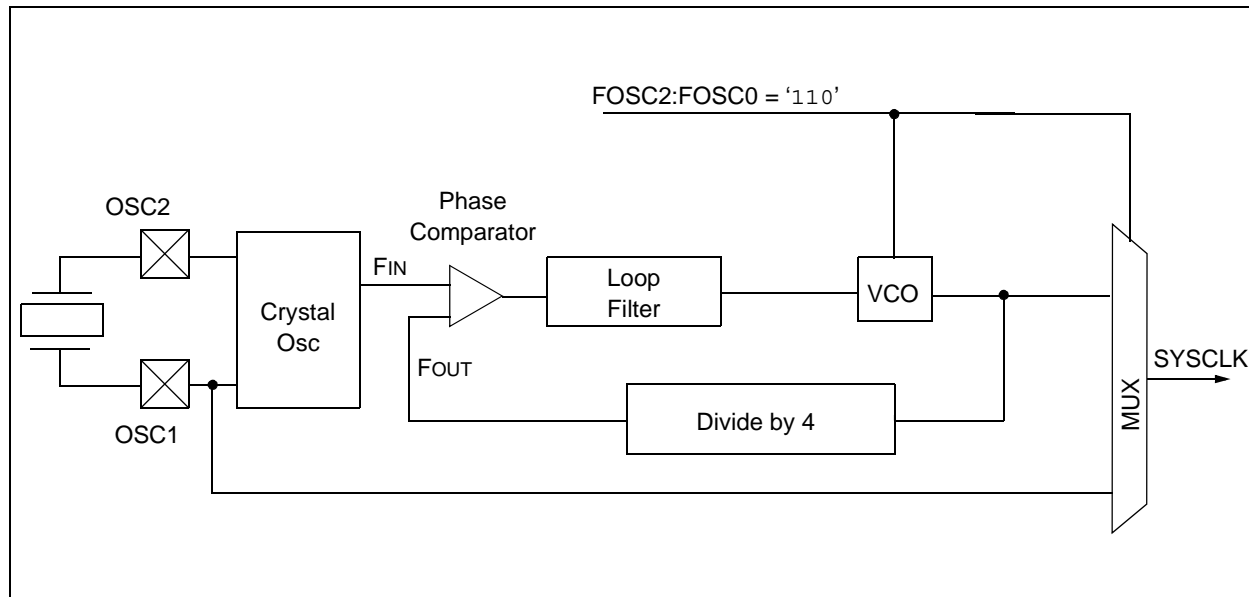 FOSC2:FOSC0 = ‘110’
OSC2
Phase
Comparator
FIN
Crystal
Osc
Loop
Filter
VCO
SYSCLK
FOUT
Divide by 4
MUX
OSC1